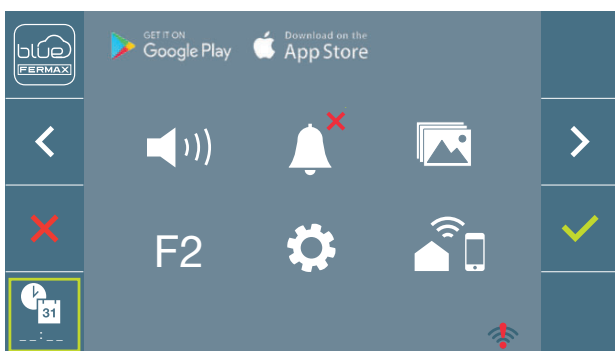 blue
FERMAX
GET IT ON
Google Play
Download on the
App Store
F2
31
_ _:_ _